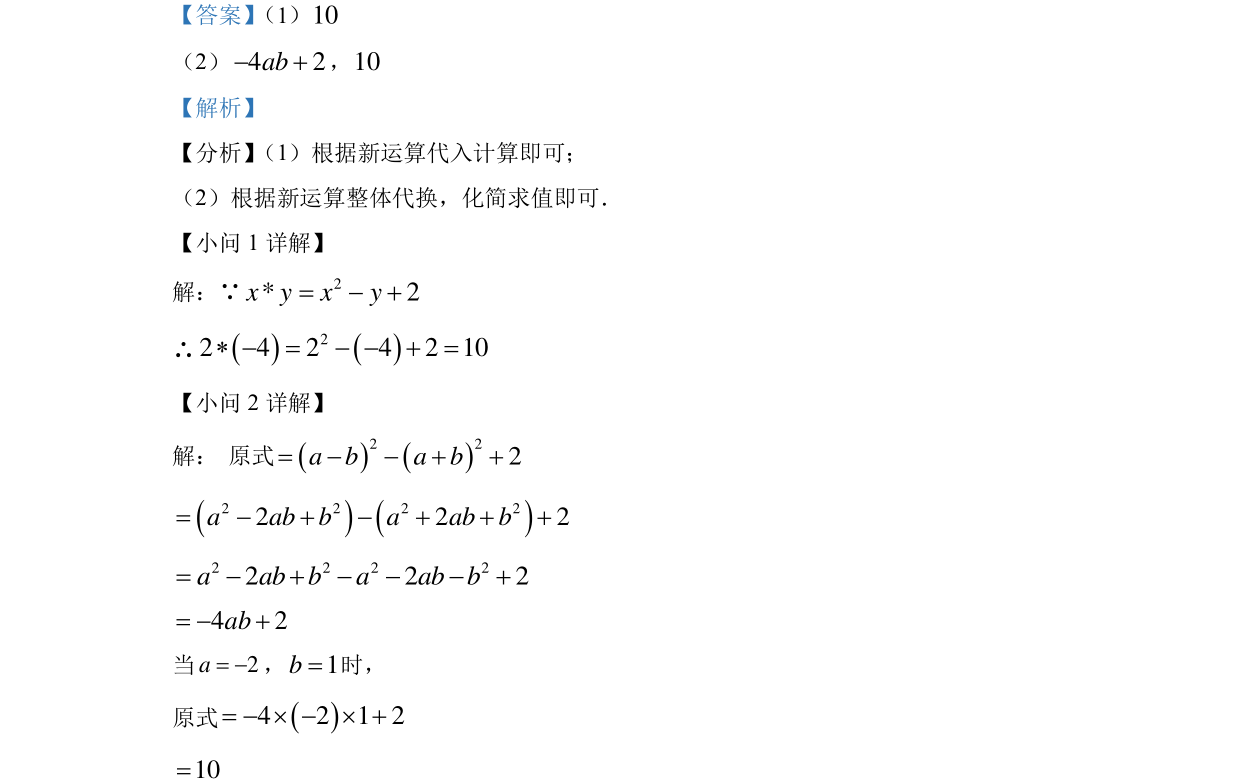 【答案】（1）10
（2）−4ab+2，10
【解析】
【分析】（1）根据新运算代入计算即可；
（2）根据新运算整体代换，化简求值即可．
【小问 1 详解】
解：∵ x*y=x²−y+2
∴ 2*(−4)=2²−(−4)+2=10
【小问 2 详解】
解： 原式=(a−b)²−(a+b)²+2
=(a²−2ab+b²)−(a²+2ab+b²)+2
=a²−2ab+b²−a²−2ab−b²+2
=−4ab+2
当a=−2，b=1时，
原式=−4×(−2)×1+2
=10